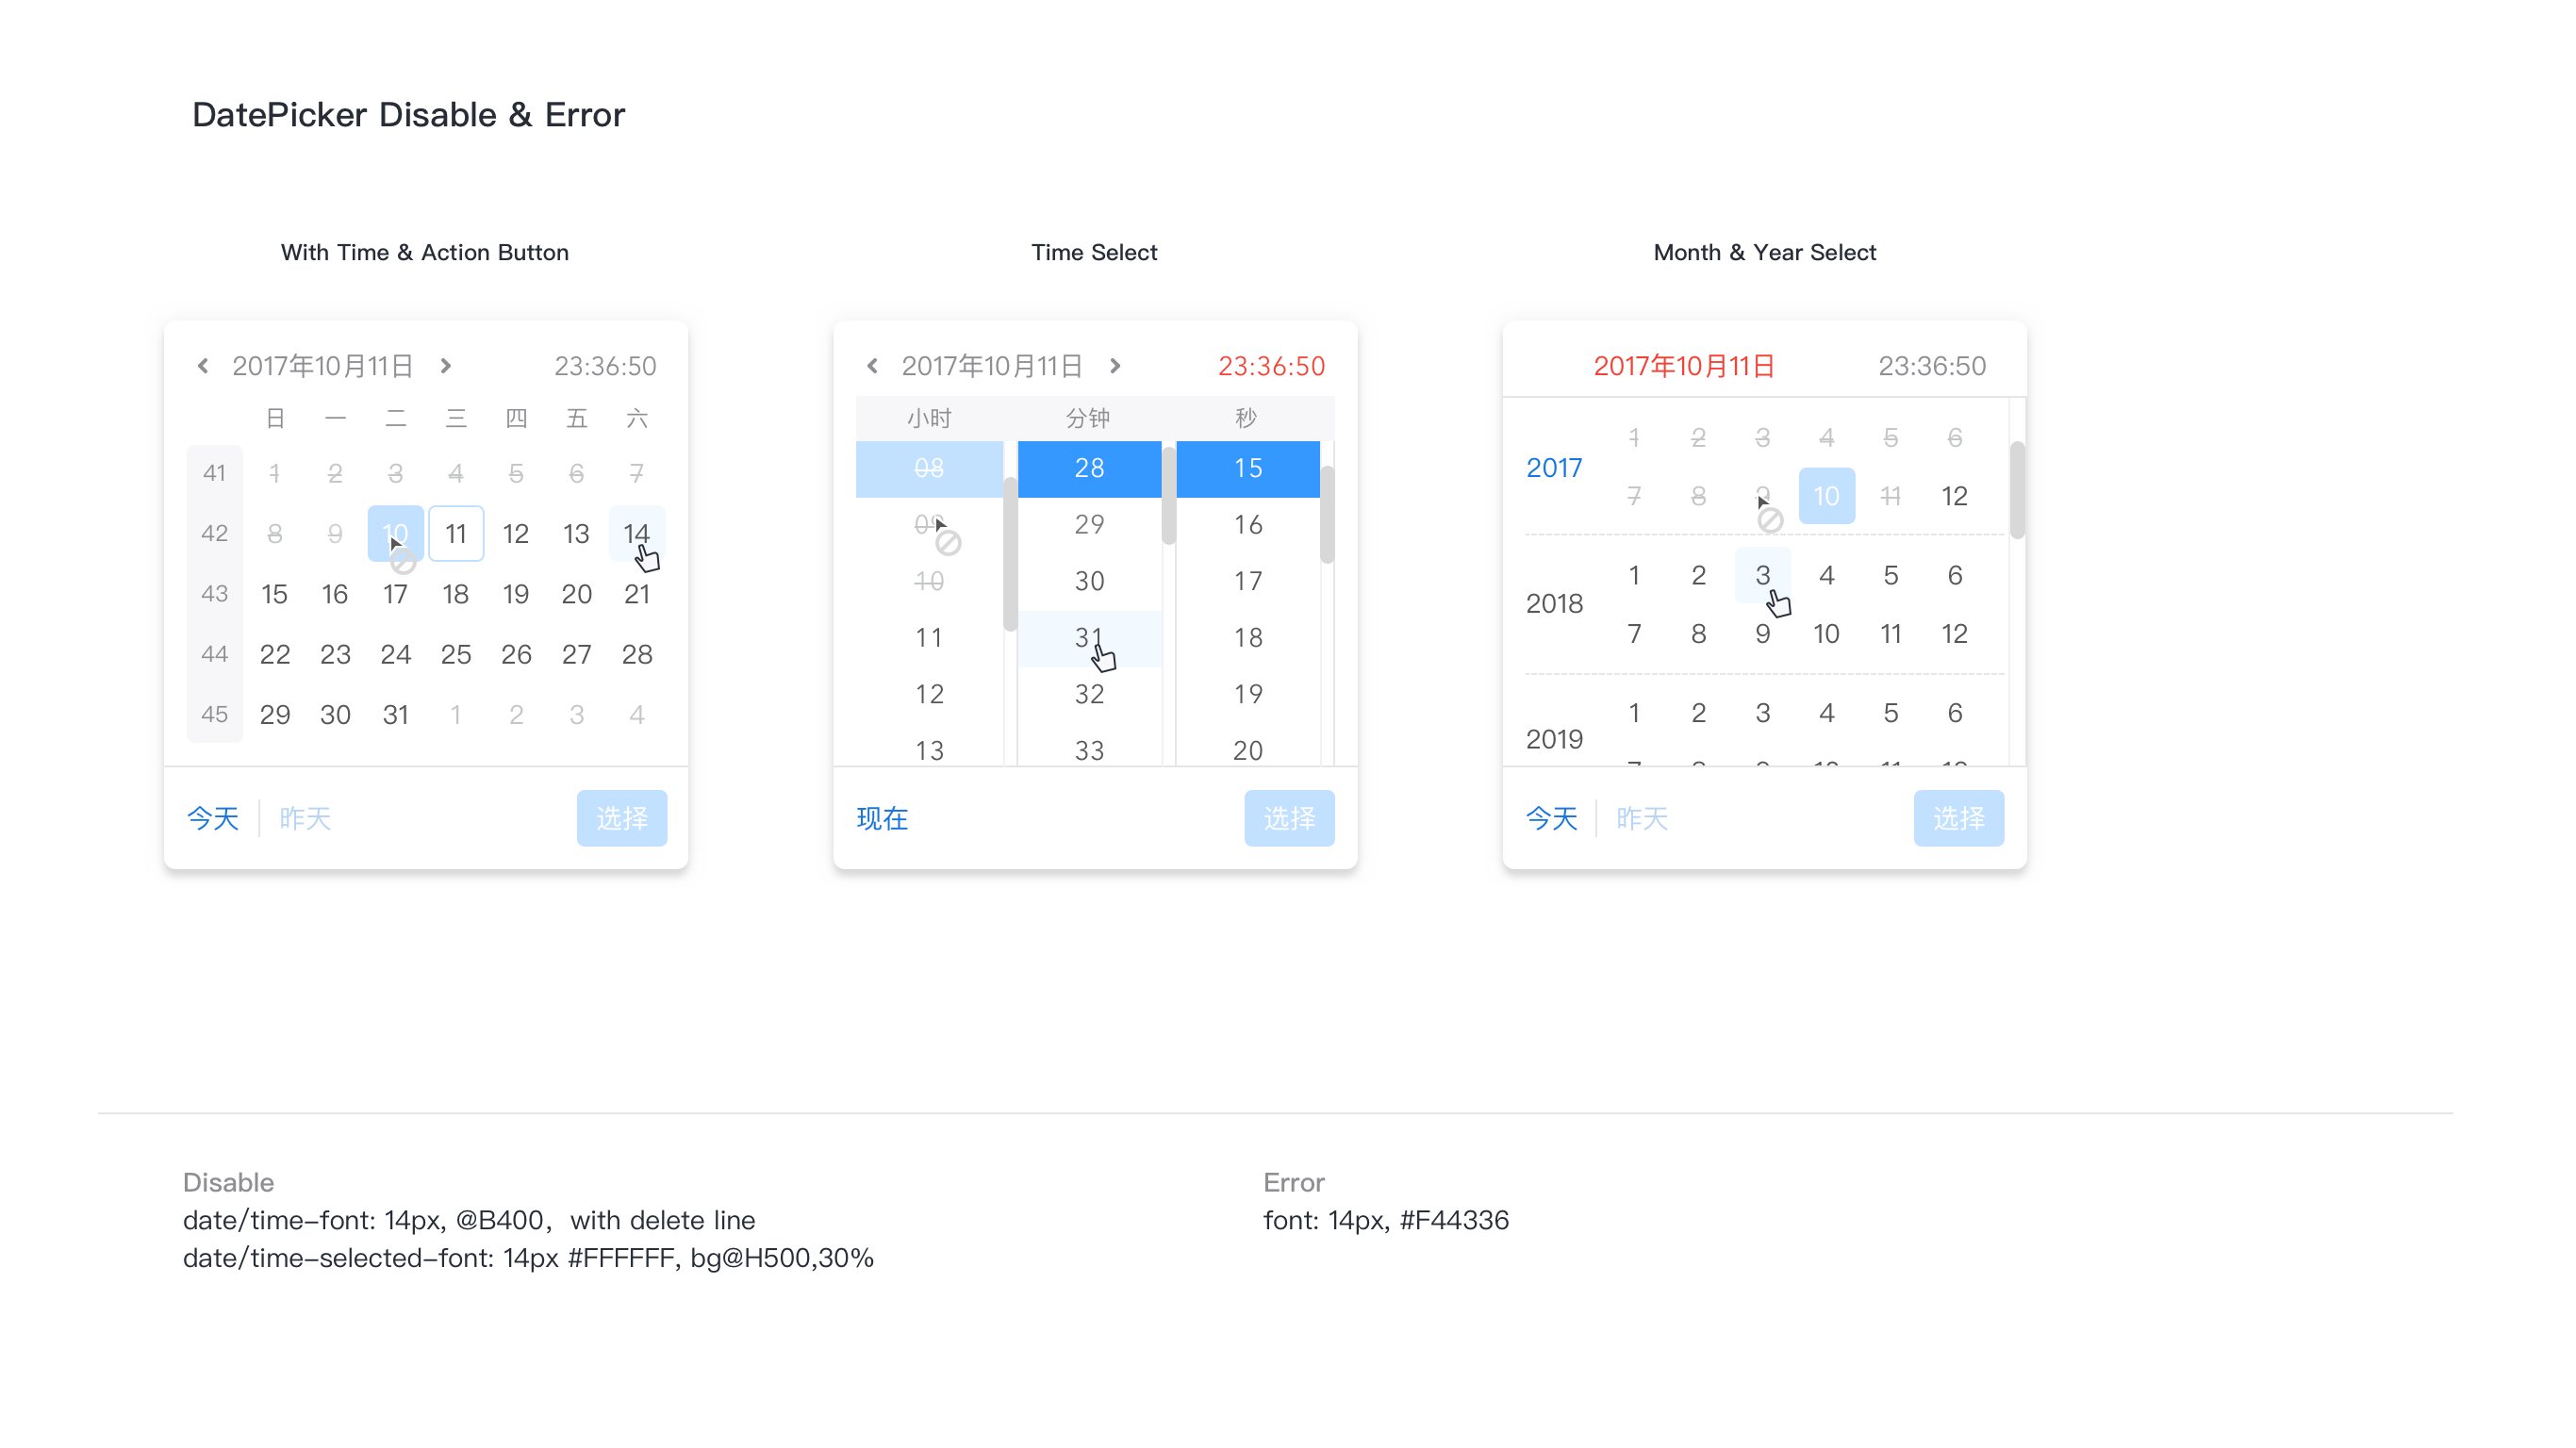 DatePicker Disable & Error
With Time & Action Button
2017年10月11日 23:36:50
日 一 二 三 四 五 六
41 1 2 3 4 5 6 7
42 8 9 10 11 12 13 14
43 15 16 17 18 19 20 21
44 22 23 24 25 26 27 28
45 29 30 31 1 2 3 4
今天 昨天 选择
Time Select
2017年10月11日 23:36:50
小时 分钟 秒
08 28 15
09 29 16
10 30 17
11 31 18
12 32 19
13 33 20
现在 选择
Month & Year Select
2017年10月11日 23:36:50
2017
1 2 3 4 5 6
7 8 9 10 11 12
2018
1 2 3 4 5 6
7 8 9 10 11 12
2019
1 2 3 4 5 6
今天 昨天 选择
Disable
date/time-font: 14px, @B400，with delete line
date/time-selected-font: 14px #FFFFFF, bg@H500,30%
Error
font: 14px, #F44336